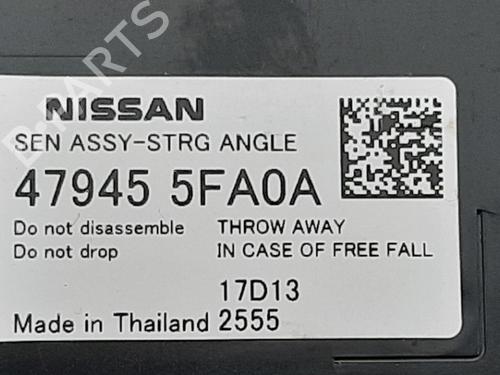 B-PARTS
NISSAN
SEN ASSY-STRG ANGLE
47945 5FA0A
Do not disassemble THROW AWAY
Do not drop IN CASE OF FREE FALL
17D13
Made in Thailand 2555